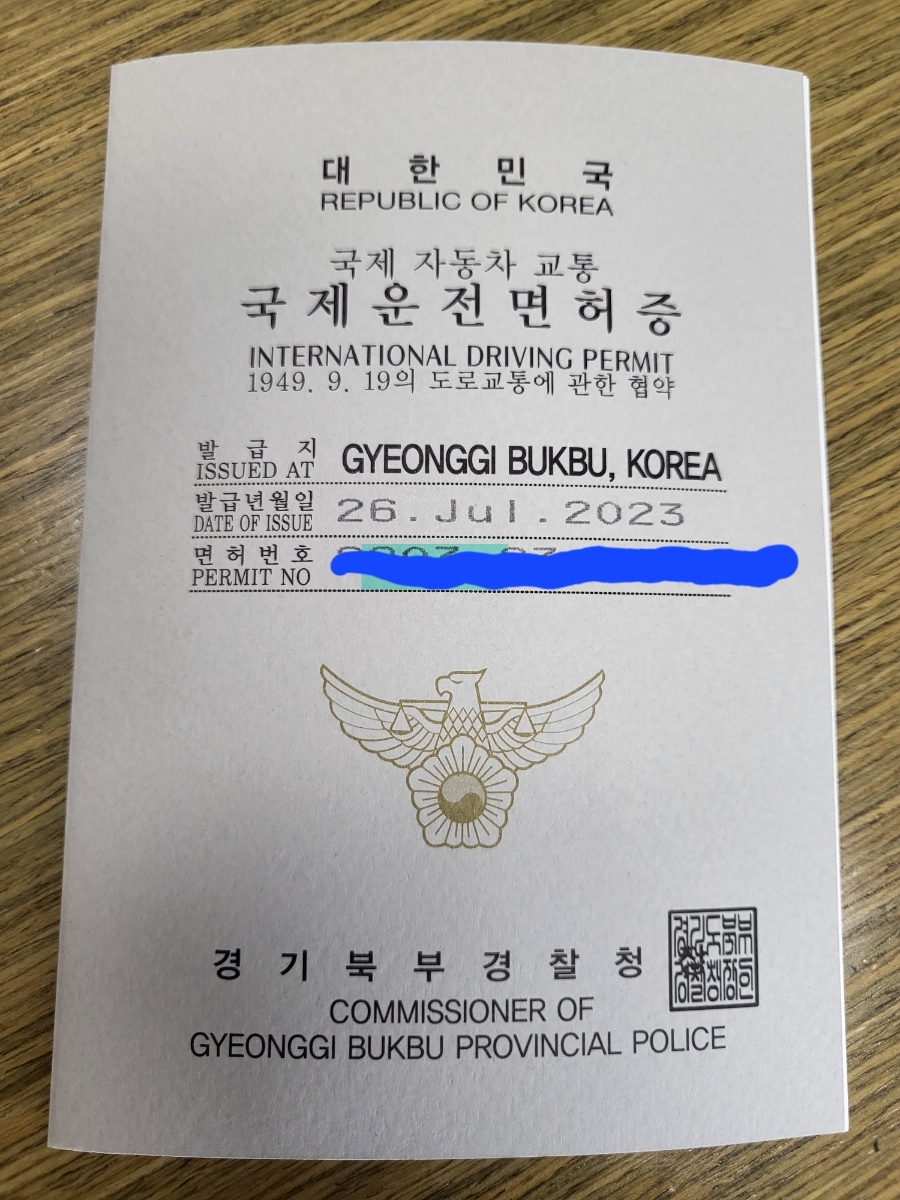 대 한 민 국
REPUBLIC OF KOREA
국제 자동차 교통
국제운전면허증
INTERNATIONAL DRIVING PERMIT
1949. 9. 19의 도로교통에 관한 협약
발 급 지
ISSUED AT GYEONGGI BUKBU, KOREA
발급년월일
DATE OF ISSUE 26.Jul.2023
면 허 번 호
PERMIT NO
경 기 북 부 경 찰 청
COMMISSIONER OF
GYEONGGI BUKBU PROVINCIAL POLICE